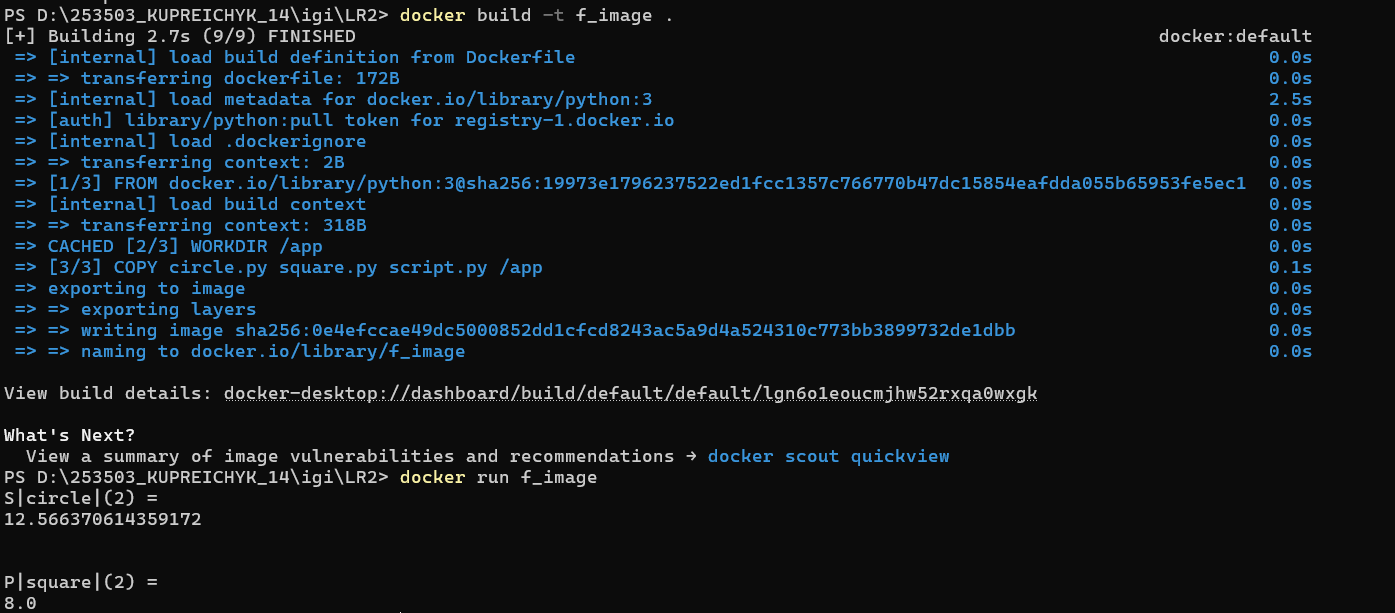 PS D:\253503_KUPREICHYK_14\igi\LR2> docker build -t f_image .
[+] Building 2.7s (9/9) FINISHED docker:default
=> [internal] load build definition from Dockerfile 0.0s
=> => transferring dockerfile: 172B 0.0s
=> [internal] load metadata for docker.io/library/python:3 2.5s
=> [auth] library/python:pull token for registry-1.docker.io 0.0s
=> [internal] load .dockerignore 0.0s
=> => transferring context: 2B 0.0s
=> [1/3] FROM docker.io/library/python:3@sha256:19973e1796237522ed1fcc1357c766770b47dc15854eafdda055b65953fe5ec1 0.0s
=> [internal] load build context 0.0s
=> => transferring context: 318B 0.0s
=> CACHED [2/3] WORKDIR /app 0.0s
=> [3/3] COPY circle.py square.py script.py /app 0.1s
=> exporting to image 0.0s
=> => exporting layers 0.0s
=> => writing image sha256:0e4efccae49dc5000852dd1cfcd8243ac5a9d4a524310c773bb3899732de1dbb 0.0s
=> => naming to docker.io/library/f_image 0.0s
View build details: docker-desktop://dashboard/build/default/default/lgn6o1eoucmjhw52rxqa0wxgk
What's Next?
View a summary of image vulnerabilities and recommendations → docker scout quickview
PS D:\253503_KUPREICHYK_14\igi\LR2> docker run f_image
S|circle|(2) =
12.566370614359172
P|square|(2) =
8.0